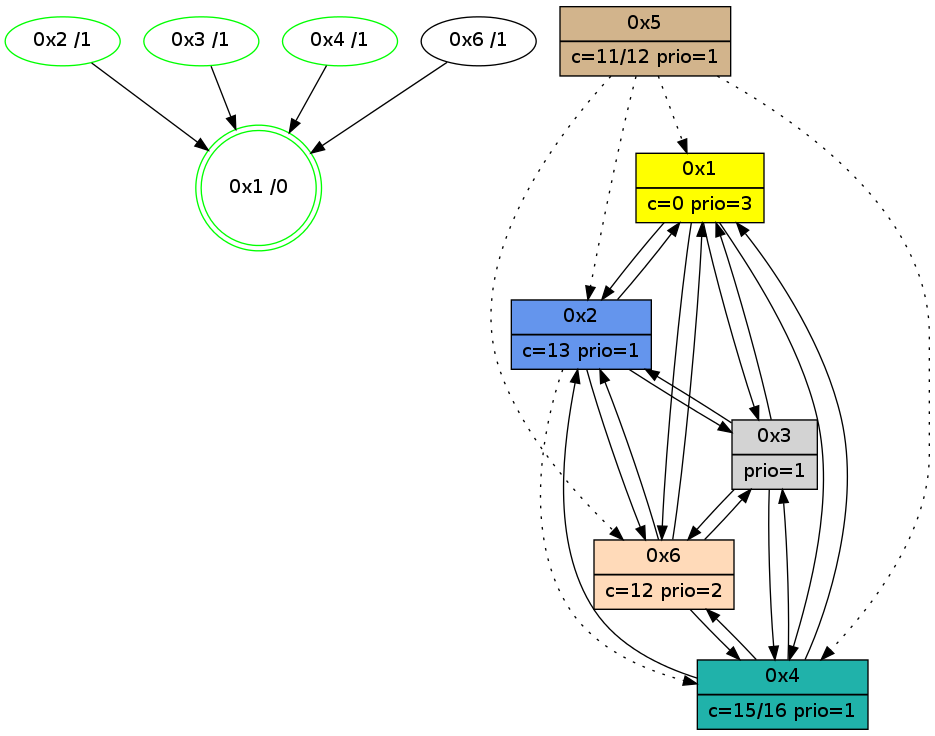 0x2 /1
0x3 /1
0x4 /1
0x6 /1
0x1 /0
0x5
c=11/12 prio=1
0x1
c=0 prio=3
0x2
c=13 prio=1
0x3
prio=1
0x6
c=12 prio=2
0x4
c=15/16 prio=1